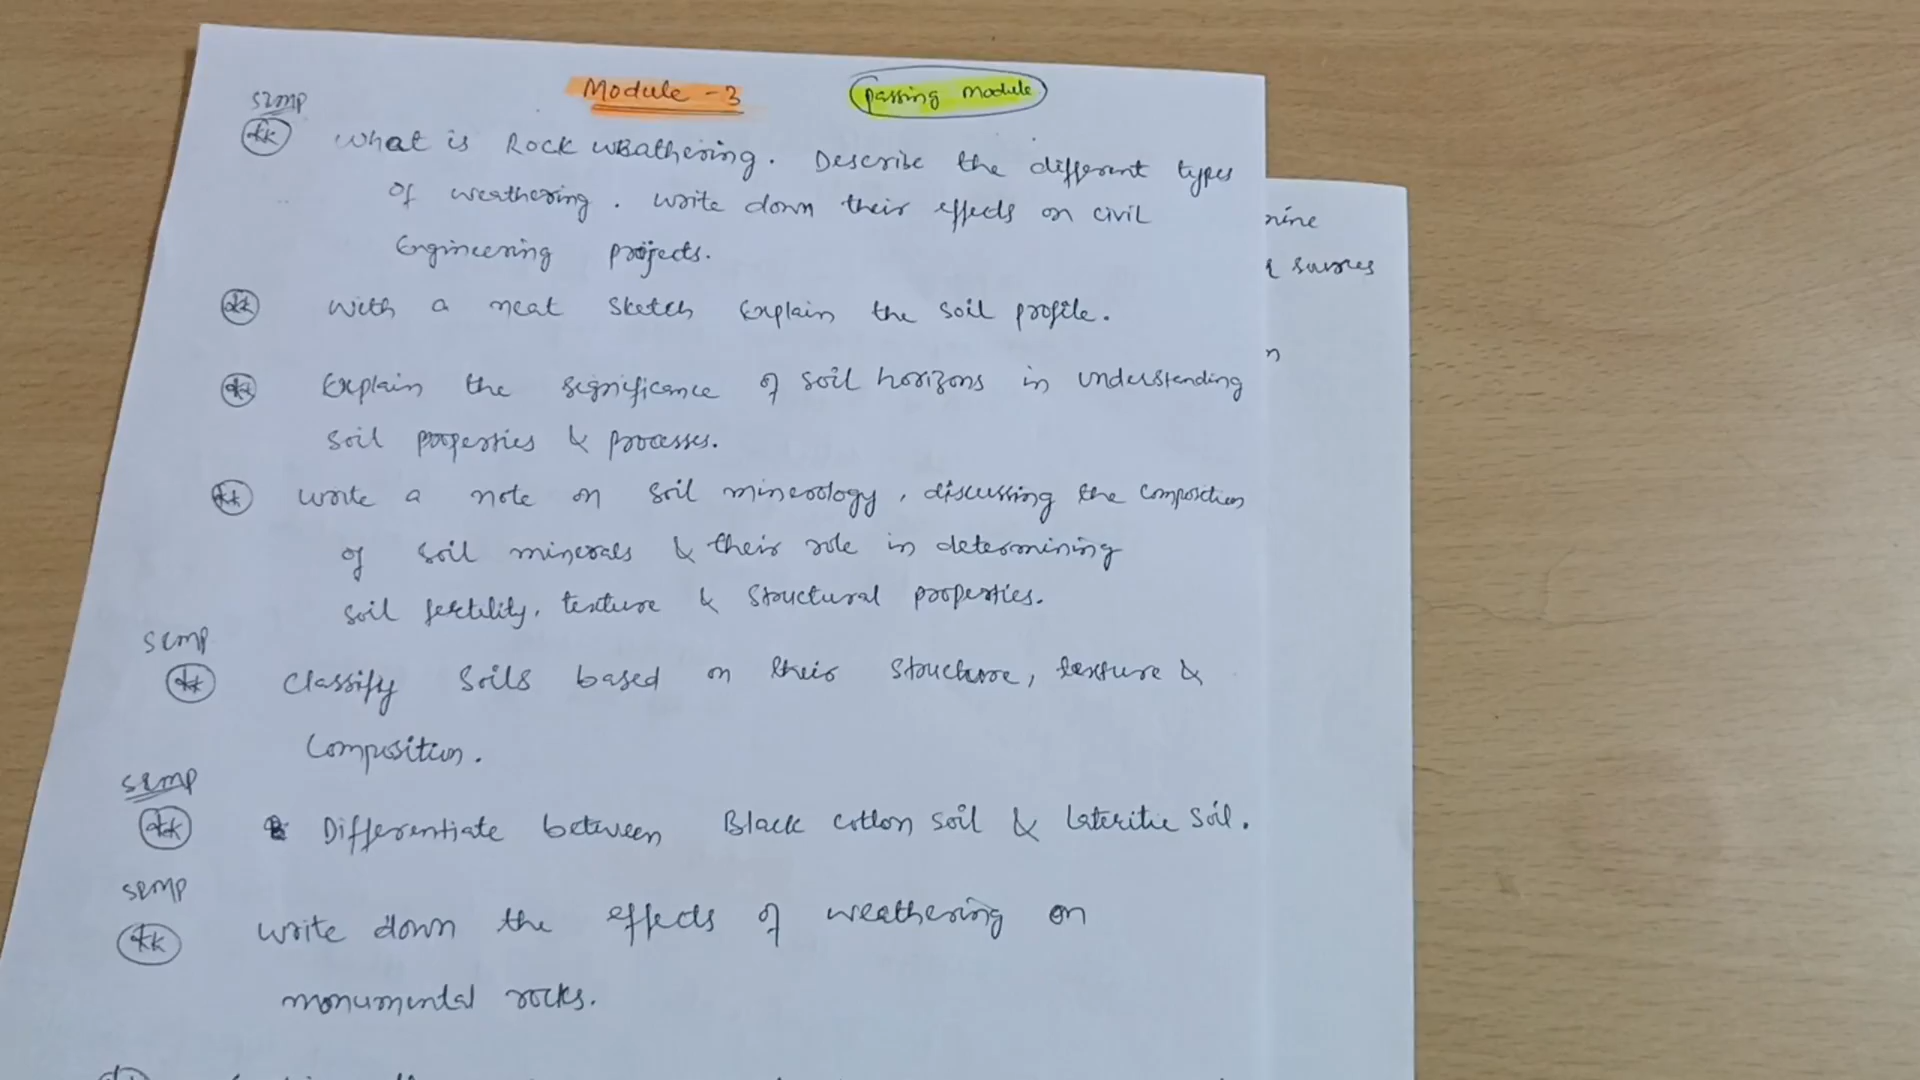 Module - 3 passing module
SIMP
** What is Rock weathering. Describe the different types
of weathering. Write down their effects on civil
Engineering projects.
** With a neat Sketch Explain the soil profile.
** Explain the significance of soil horizons in understanding
soil properties & processes.
** Write a note on soil minerology, discussing the composition
of soil minerals & their role in determining
soil fertility, texture & structural properties.
SIMP
** Classify Soils based on their structure, texture &
Composition.
SIMP
** Differentiate between Black cotton soil & Lateritic soil.
SIMP
** Write down the effects of weathering on
monumental rocks.